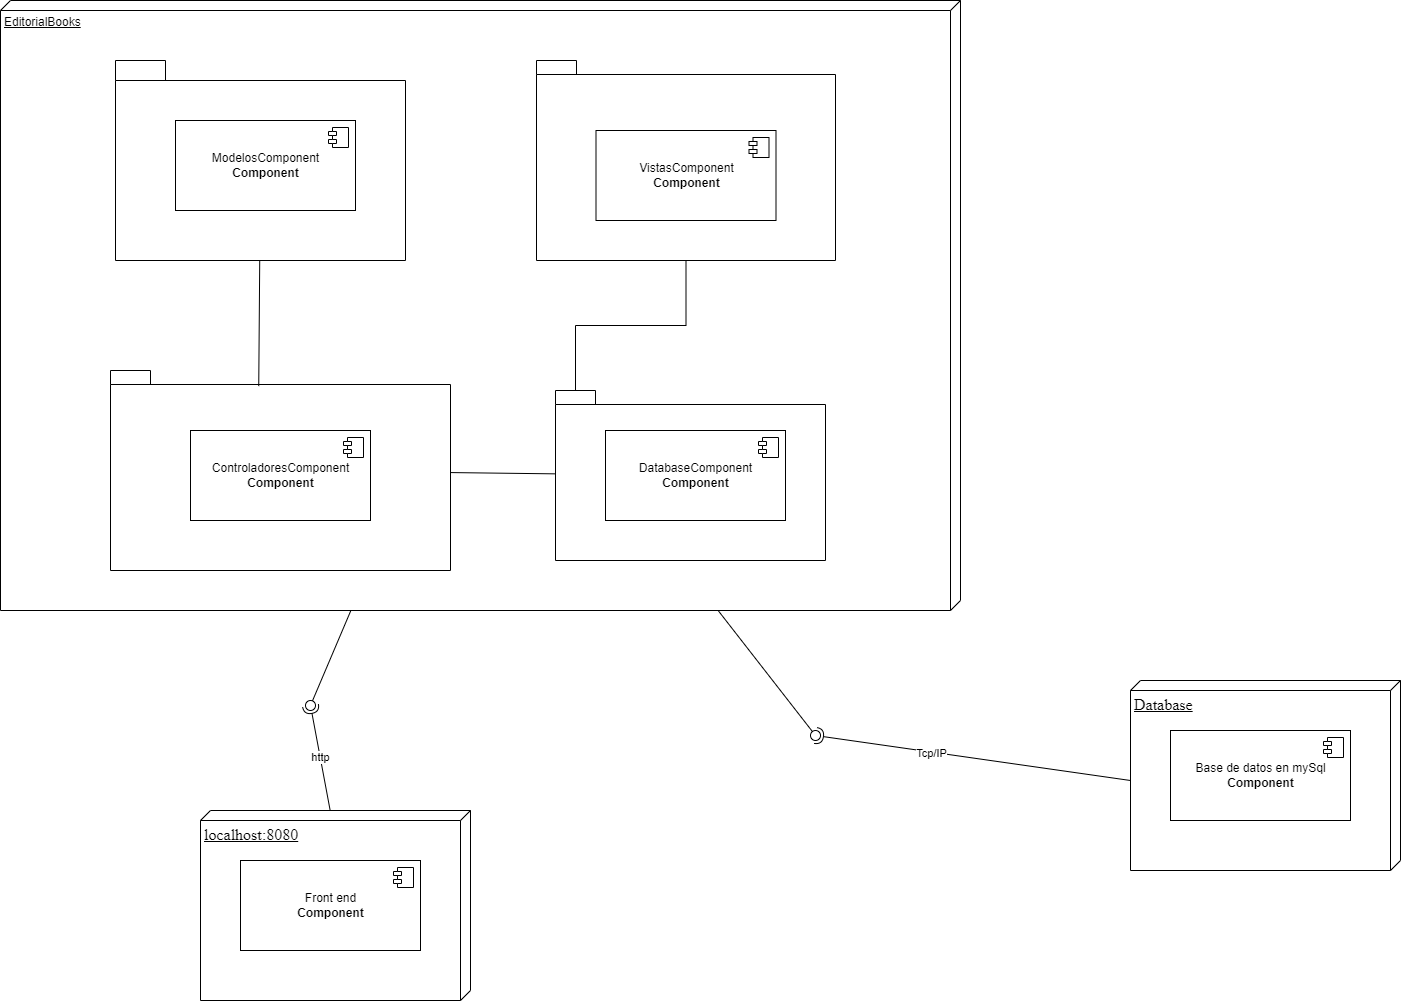 EditorialBooks
ModelosComponent
Component
VistasComponent
Component
ControladoresComponent
Component
DatabaseComponent
Component
Database
Base de datos en mySql
Component
Tcp/IP
http
localhost:8080
Front end
Component